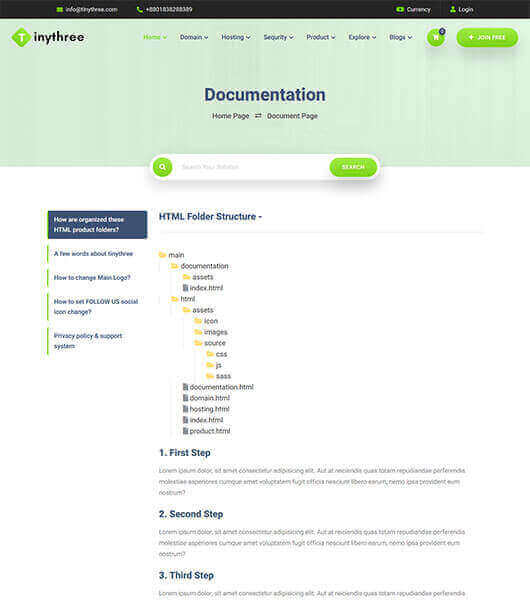 info@tinythree.com +8801838288389 Currency Login
Tinythree Home Domain Hosting Sequrity Product Explore Blogs 0 JOIN FREE
Documentation
Home Page Document Page
Search Your Solution SEARCH
How are organized these
HTML product folders?
A few words about tinythree
How to change Main Logo?
How to set FOLLOW US social
icon change?
Privacy policy & support
system
HTML Folder Structure -
main
documentation
assets
index.html
html
assets
icon
images
source
css
js
sass
documentation.html
domain.html
hosting.html
index.html
product.html
1. First Step
Lorem ipsum dolor, sit amet consectetur adipisicing elit. Aut at reiciendis quas totam repudiandae perferendis
molestiae asperiores cumque amet voluptatem fugit officiis nesciunt libero earum, nemo magnam quos eum
nostrum?
2. Second Step
Lorem ipsum dolor, sit amet consectetur adipisicing elit. Aut at reiciendis quas totam repudiandae perferendis
molestiae asperiores cumque amet voluptatem fugit officiis nesciunt libero earum, nemo magnam quos eum
nostrum?
3. Third Step
Lorem ipsum dolor, sit amet consectetur adipisicing elit. Aut at reiciendis quas totam repudiandae perferendis